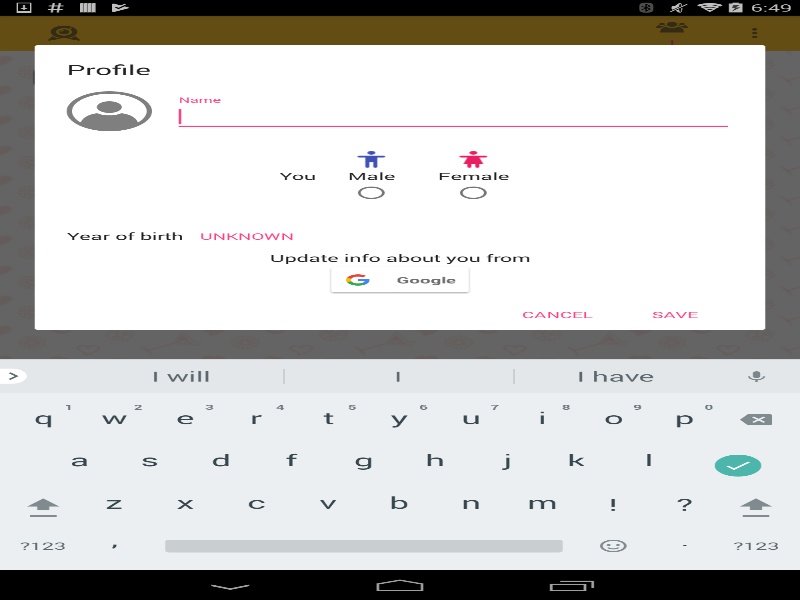 # 6:49
Profile
Name
You Male Female
Year of birth UNKNOWN
Update info about you from
G Google
CANCEL SAVE
> I will I I have
1 2 3 4 5 6 7 8 9 0
q w e r t y u i o p
a s d f g h j k l
z x c v b n m ! ?
?123 , . ?123